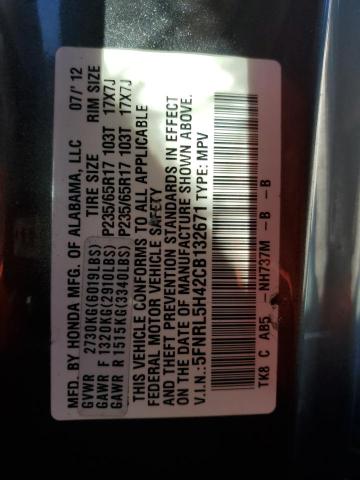 MFD. BY HONDA MFG. OF ALABAMA, LLC 07/'12
GVWR 2730KG(6019LBS) TIRE SIZE RIM SIZE
GAWR F 1320KG(2910LBS) P235/65R17 103T 17X7J
GAWR R 1515KG(3340LBS) P235/65R17 103T 17X7J
THIS VEHICLE CONFORMS TO ALL APPLICABLE
FEDERAL MOTOR VEHICLE SAFETY
AND THEFT PREVENTION STANDARDS IN EFFECT
ON THE DATE OF MANUFACTURE SHOWN ABOVE.
V.I.N.:5FNRL5H42CB132671 TYPE: MPV
TK8 C AB5 -NH737M -B -B